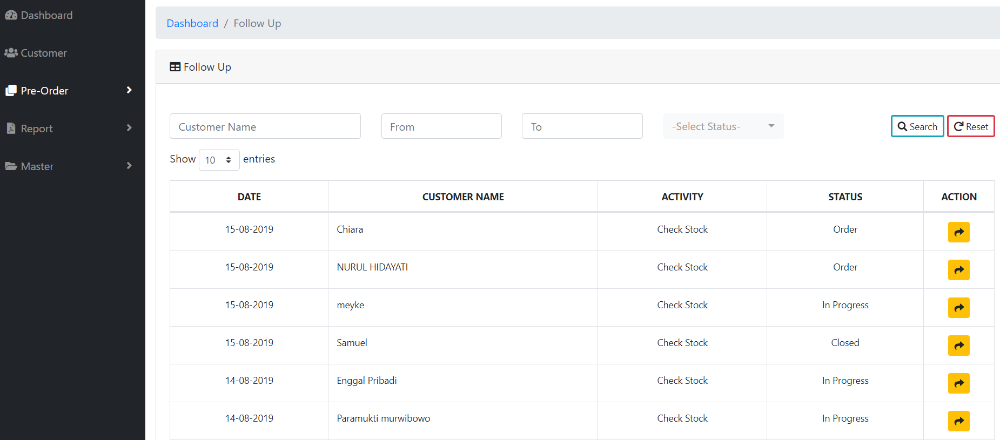 Dashboard
Customer
Pre-Order
Report
Master
Dashboard / Follow Up
Follow Up
Customer Name From To -Select Status- Search Reset
Show 10 entries
DATE CUSTOMER NAME ACTIVITY STATUS ACTION
15-08-2019 Chiara Check Stock Order
15-08-2019 NURUL HIDAYATI Check Stock Order
15-08-2019 meyke Check Stock In Progress
15-08-2019 Samuel Check Stock Closed
14-08-2019 Enggal Pribadi Check Stock In Progress
14-08-2019 Paramukti murwibowo Check Stock In Progress